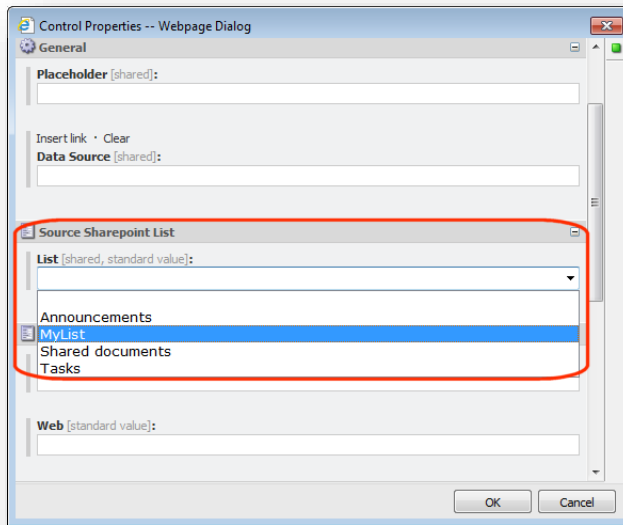 Control Properties -- Webpage Dialog
General
Placeholder [shared]:
Insert link · Clear
Data Source [shared]:
Source Sharepoint List
List [shared, standard value]:
Announcements
MyList
Shared documents
Tasks
Web [standard value]:
OK Cancel